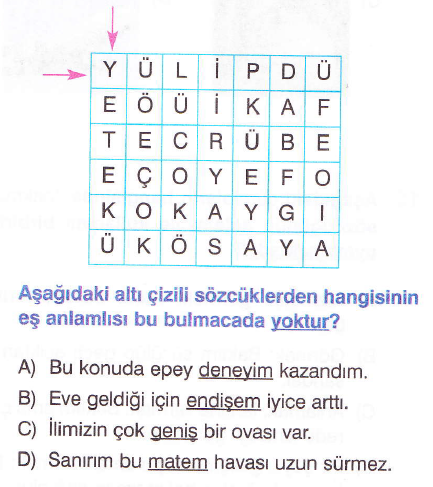 Y Ü L İ P D Ü
E Ö Ü İ K A F
T E C R Ü B E
E Ç O Y E F O
K O K A Y G I
Ü K Ö S A Y A
Aşağıdaki altı çizili sözcüklerden hangisinin
eş anlamlısı bu bulmacada yoktur?
A) Bu konuda epey deneyim kazandım.
B) Eve geldiği için endişem iyice arttı.
C) İlimizin çok geniş bir ovası var.
D) Sanırım bu matem havası uzun sürmez.